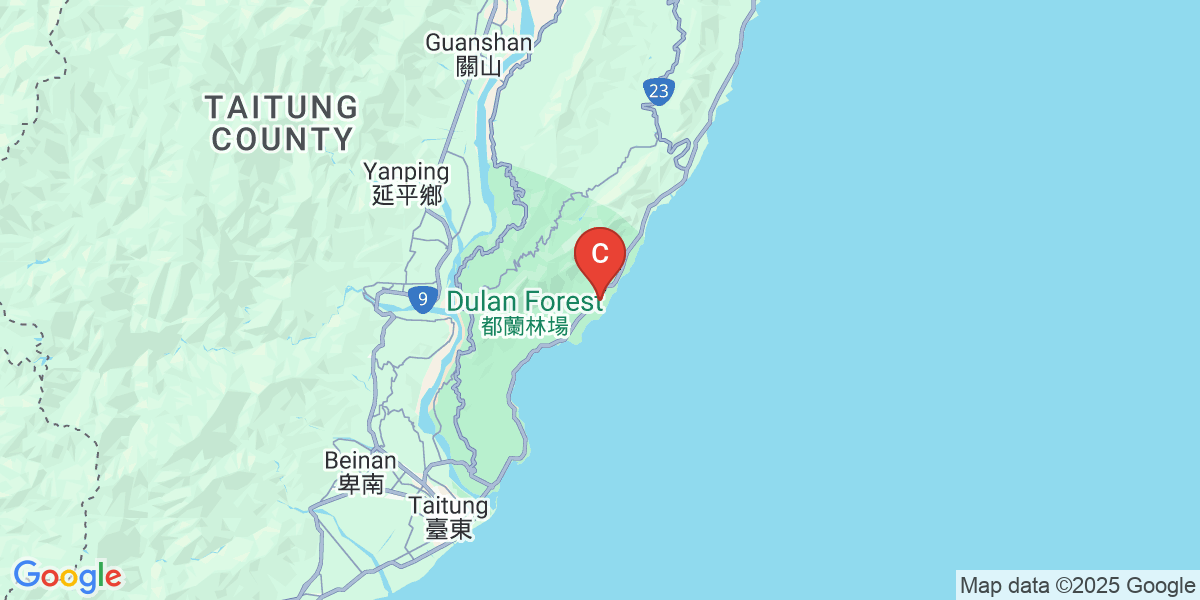 Guanshan
關山
23
TAITUNG
COUNTY
Yanping
延平鄉
C
9
Dulan Forest
都蘭林場
Beinan
卑南
Taitung
臺東
Google
Map data ©2025 Google